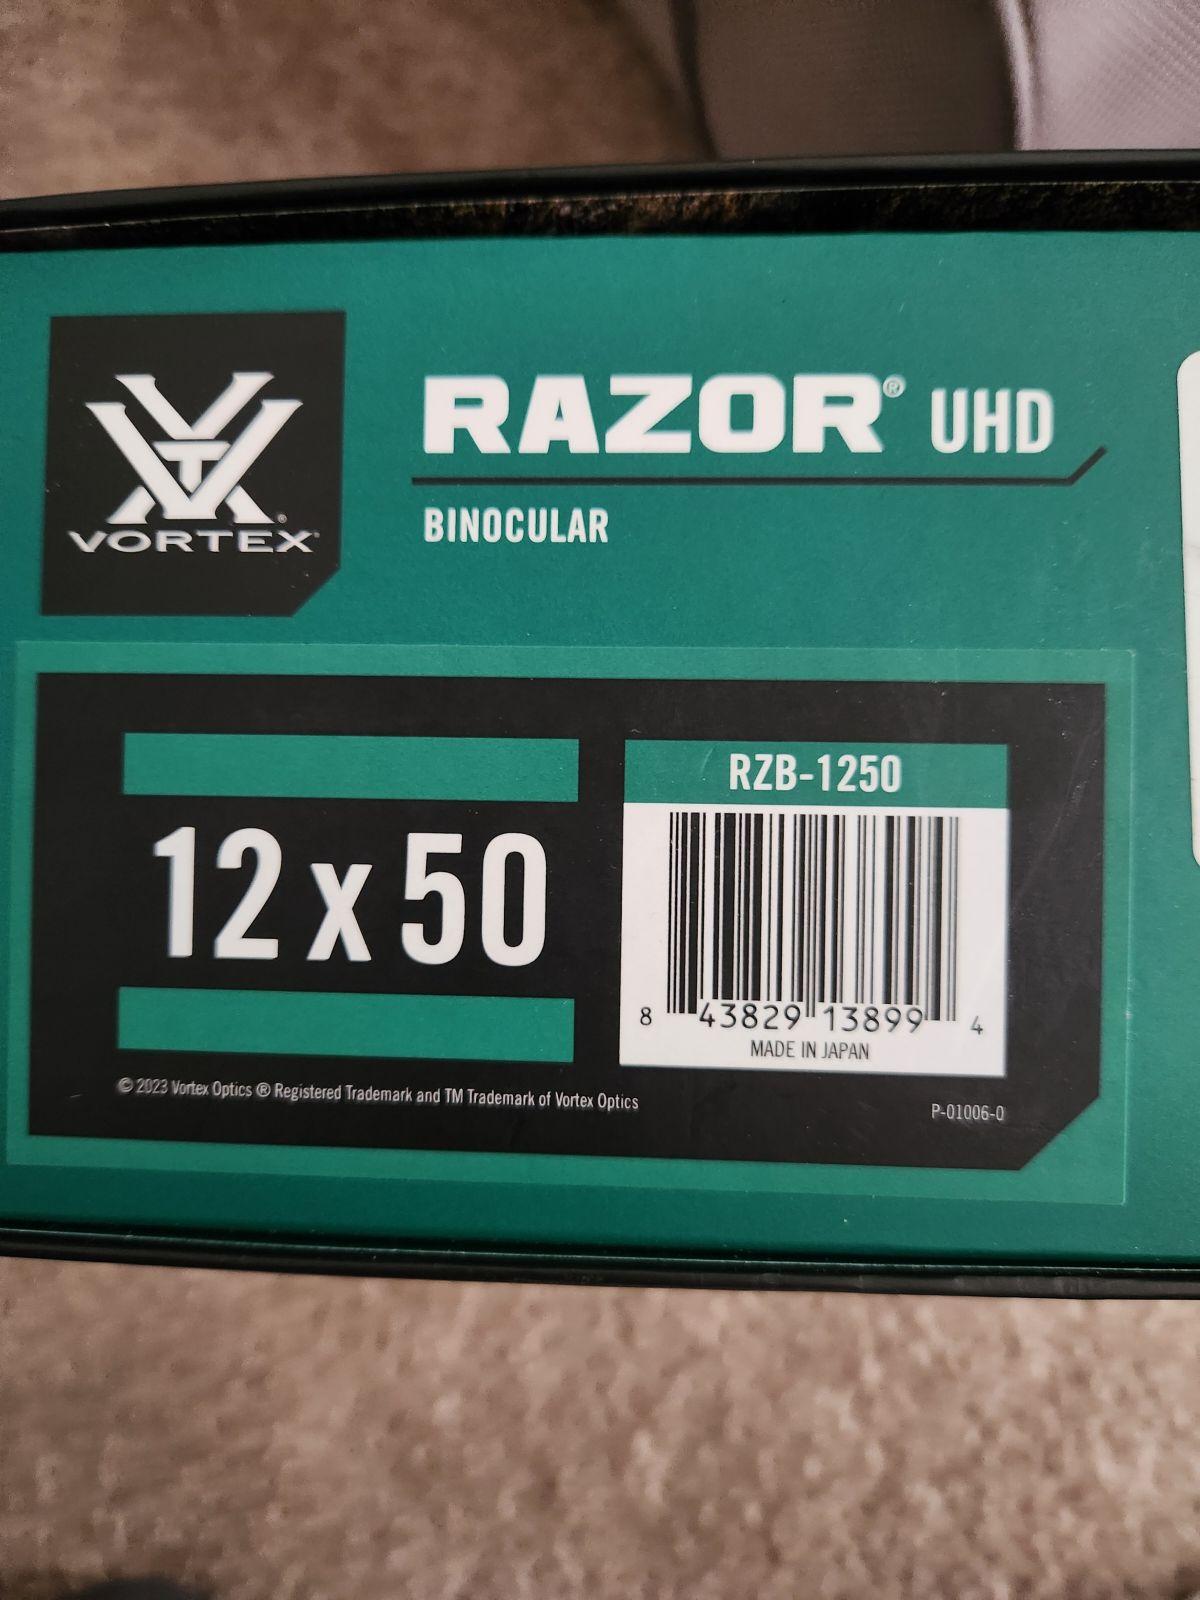 VT
VORTEX
RAZOR® UHD
BINOCULAR
12 x 50
RZB-1250
8 43829 13899 4
MADE IN JAPAN
© 2023 Vortex Optics ® Registered Trademark and TM Trademark of Vortex Optics
P-01006-0